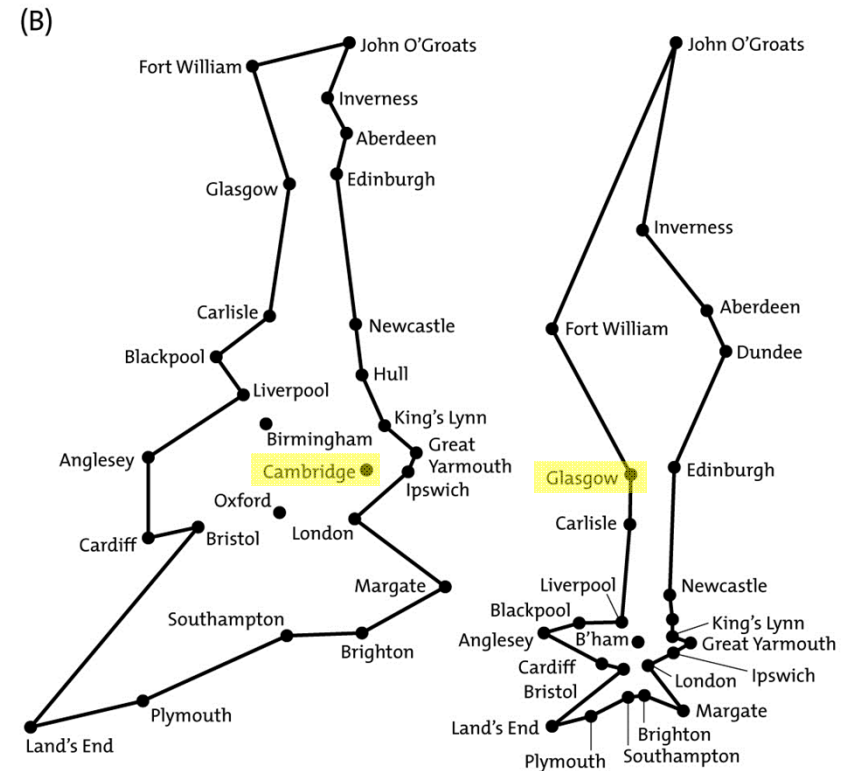 (B)
John O'Groats
Fort William
Inverness
Aberdeen
Edinburgh
Glasgow
Carlisle
Newcastle
Blackpool
Hull
Liverpool
King's Lynn
Birmingham
Great
Yarmouth
Anglesey
Cambridge
Ipswich
Oxford
London
Cardiff
Bristol
Margate
Southampton
Brighton
Plymouth
Land's End
John O'Groats
Inverness
Aberdeen
Fort William
Dundee
Glasgow
Edinburgh
Carlisle
Liverpool
Newcastle
Blackpool
King's Lynn
Anglesey
B'ham
Great Yarmouth
Cardiff
Ipswich
Bristol
London
Land's End
Margate
Brighton
Southampton
Plymouth